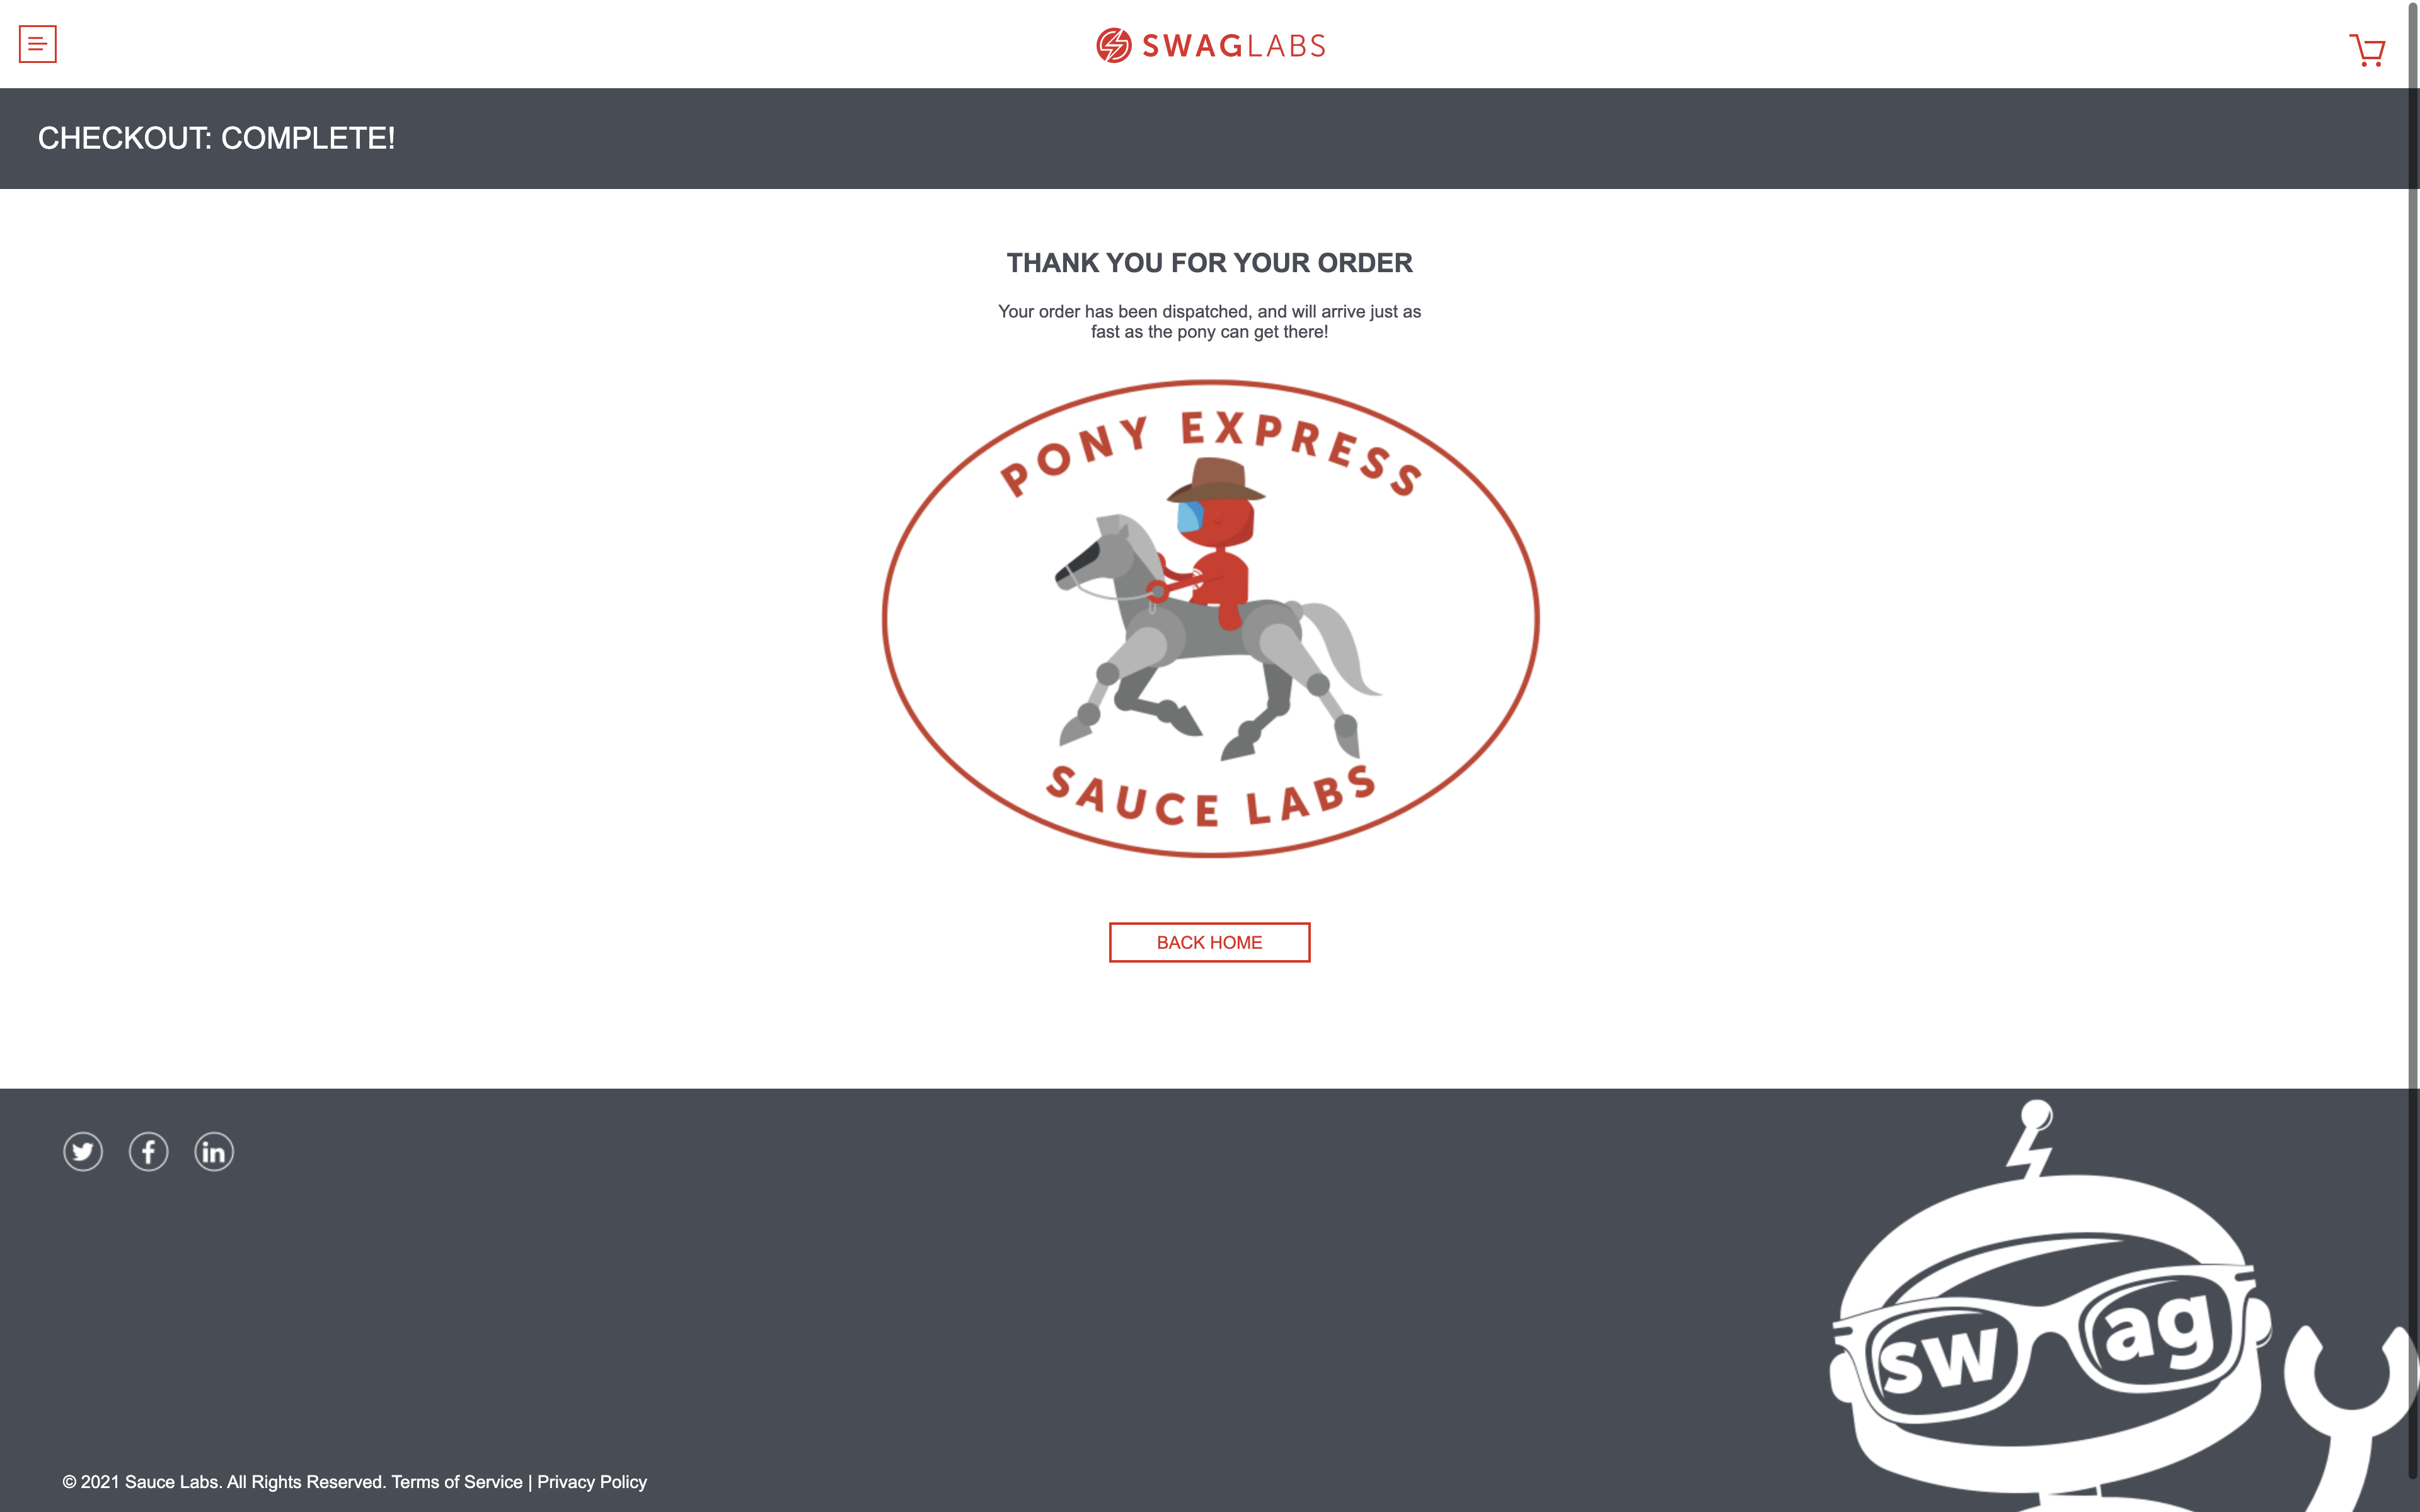 SWAGLABS
CHECKOUT: COMPLETE!
THANK YOU FOR YOUR ORDER
Your order has been dispatched, and will arrive just as
fast as the pony can get there!
PONY EXPRESS
SAUCE LABS
BACK HOME
in
sw ag
© 2021 Sauce Labs. All Rights Reserved. Terms of Service | Privacy Policy